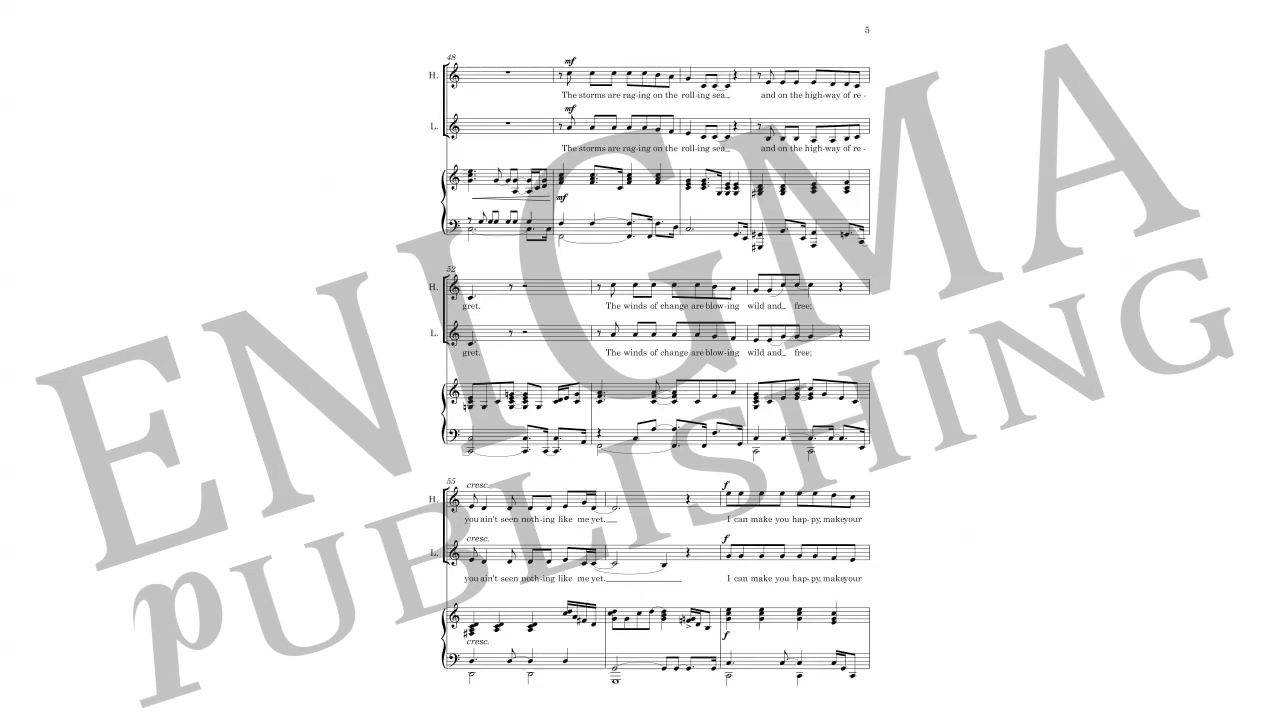 5
48
H. mf
The storms are rag-ing on the roll-ing sea_ and on the high-way of re -
L. mf
The storms are rag-ing on the roll-ing sea_ and on the high-way of re -
mf
52
H.
gret. The winds of change are blow-ing wild and_ free;
L.
gret. The winds of change are blow-ing wild and_ free;
55
cresc. f
H.
you ain't seen noth-ing like me yet.__ I can make you hap- py, make your
cresc. f
L.
you ain't seen noth-ing like me yet.__ I can make you hap- py, make your
cresc. f
ENIGMA
PUBLISHING